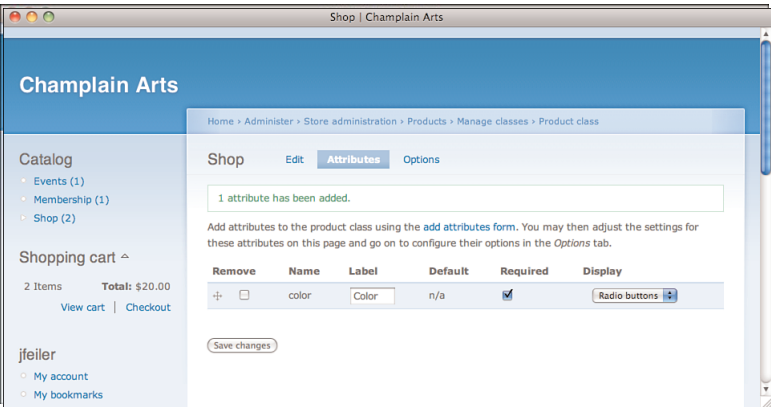 Shop | Champlain Arts
Champlain Arts
Home › Administer › Store administration › Products › Manage classes › Product class
Catalog
Events (1)
Membership (1)
Shop (2)
Shopping cart
2 Items Total: $20.00
View cart | Checkout
jfeiler
My account
My bookmarks
Shop Edit Attributes Options
1 attribute has been added.
Add attributes to the product class using the add attributes form. You may then adjust the settings for
these attributes on this page and go on to configure their options in the Options tab.
Remove Name Label Default Required Display
color Color n/a Radio buttons
Save changes